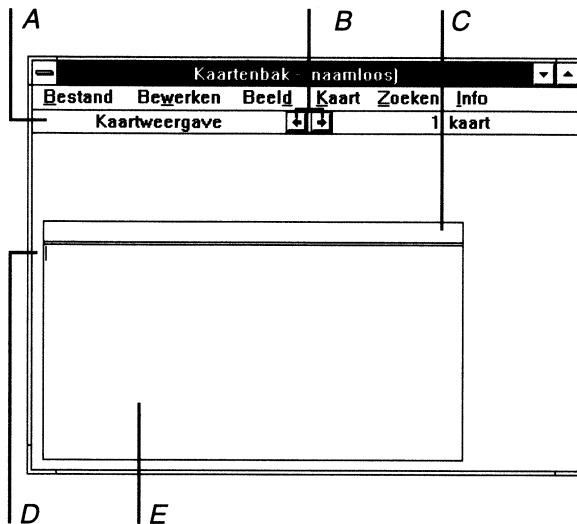 A B C
Kaartenbak - naamloos)
Bestand Bewerken Beeld Kaart Zoeken Info
Kaartweergave 1 kaart
D E